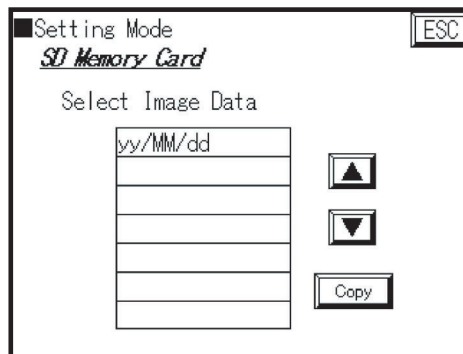 ■Setting Mode
ESC
SD Memory Card
Select Image Data
yy/MM/dd
▲
▼
Copy